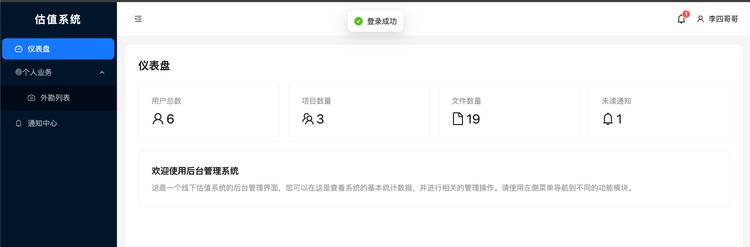 估值系统
登录成功
1
李四哥哥
仪表盘
个人业务
外勤列表
通知中心
仪表盘
用户总数
6
项目数量
3
文件数量
19
未读通知
1
欢迎使用后台管理系统
这是一个线下估值系统的后台管理界面，您可以在这里查看系统的基本统计数据，并进行相关的管理操作。请使用左侧菜单导航到不同的功能模块。